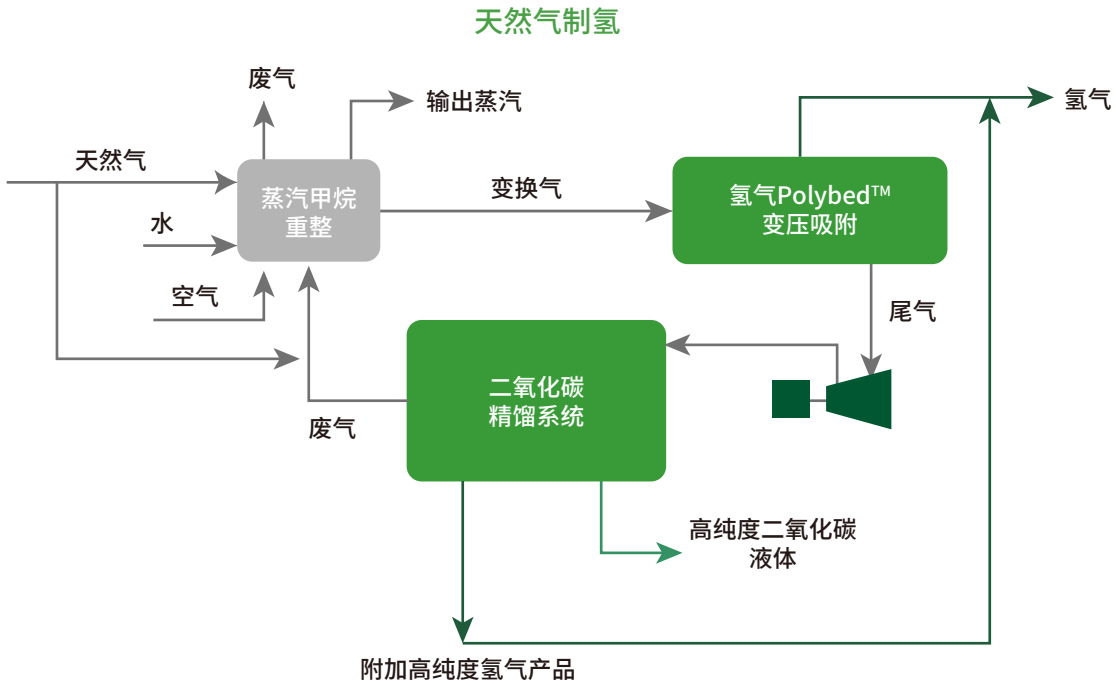 天然气制氢
废气
输出蒸汽
氢气
天然气
蒸汽甲烷
重整
变换气
氢气Polybed™
变压吸附
水
空气
尾气
二氧化碳
精馏系统
废气
高纯度二氧化碳
液体
附加高纯度氢气产品